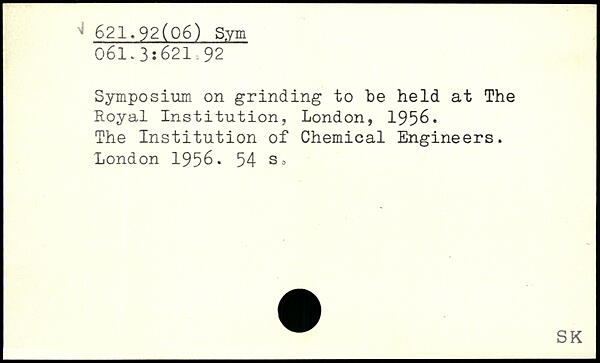 √ 621.92(06) Sym
061.3:621.92
Symposium on grinding to be held at The
Royal Institution, London, 1956.
The Institution of Chemical Engineers.
London 1956. 54 s.
SK